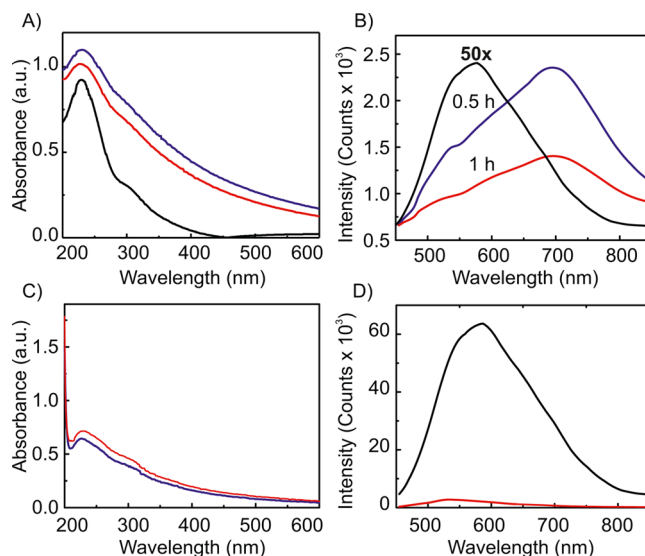 A)
Absorbance (a.u.)
1.0
0.5
0.0
200 300 400 500 600
Wavelength (nm)
B)
Intensity (Counts x 10³)
2.5
2.0
1.5
1.0
0.5
50x
0.5 h
1 h
500 600 700 800
Wavelength (nm)
C)
Absorbance (a.u.)
1.5
1.0
0.5
0.0
200 300 400 500 600
Wavelength (nm)
D)
Intensity (Counts x 10³)
60
40
20
0
500 600 700 800
Wavelength (nm)